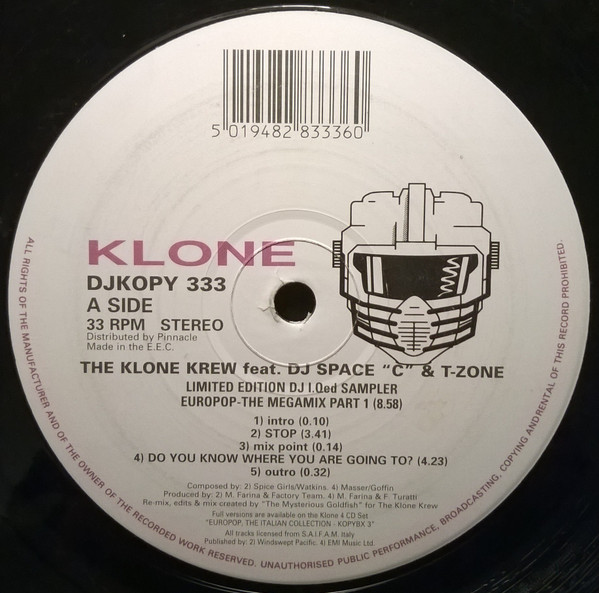 5 019482 833360
KLONE
DJKOPY 333
A SIDE
33 RPM STEREO
Distributed by Pinnacle
Made in the E.E.C.
THE KLONE KREW feat. DJ SPACE "C" & T-ZONE
LIMITED EDITION DJ I.Qed SAMPLER
EUROPOP-THE MEGAMIX PART 1 (8.58)
1) intro (0.10)
2) STOP (3.41)
3) mix point (0.14)
4) DO YOU KNOW WHERE YOU ARE GOING TO? (4.23)
5) outro (0.32)
Composed by: 2) Spice Girls/Watkins. 4) Masser/Goffin
Produced by: 2) M. Farina & Factory Team. 4) M. Farina & F. Turatti
Re-mix, edits & mix created by "The Mysterious Goldfish" for The Klone Krew
Full versions are available on the Klone 4 CD Set
"EUROPOP, THE ITALIAN COLLECTION - KOPYBX 3"
All tracks licensed from S.A.I.F.A.M. Italy
Published by: 2) Windswept Pacific. 4) EMI Music Ltd.
ALL RIGHTS OF THE MANUFACTURER AND OF THE OWNER OF THE RECORDED WORK RESERVED. UNAUTHORISED PUBLIC PERFORMANCE, BROADCASTING, COPYING ANDRENTAL OF THIS RECORD PROHIBITED.